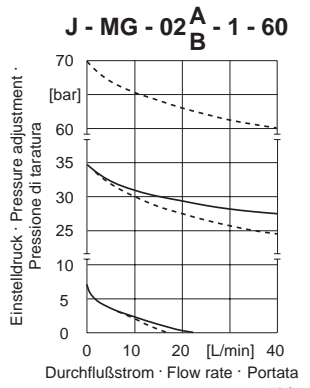 J - MG - 02 A - 1 - 60
B
70
[bar]
60
35
30
25
10
5
0
Einstelldruck · Pressure adjustment ·
Pressione di taratura
0 10 20 [L/min] 40
Durchflußstrom · Flow rate · Portata